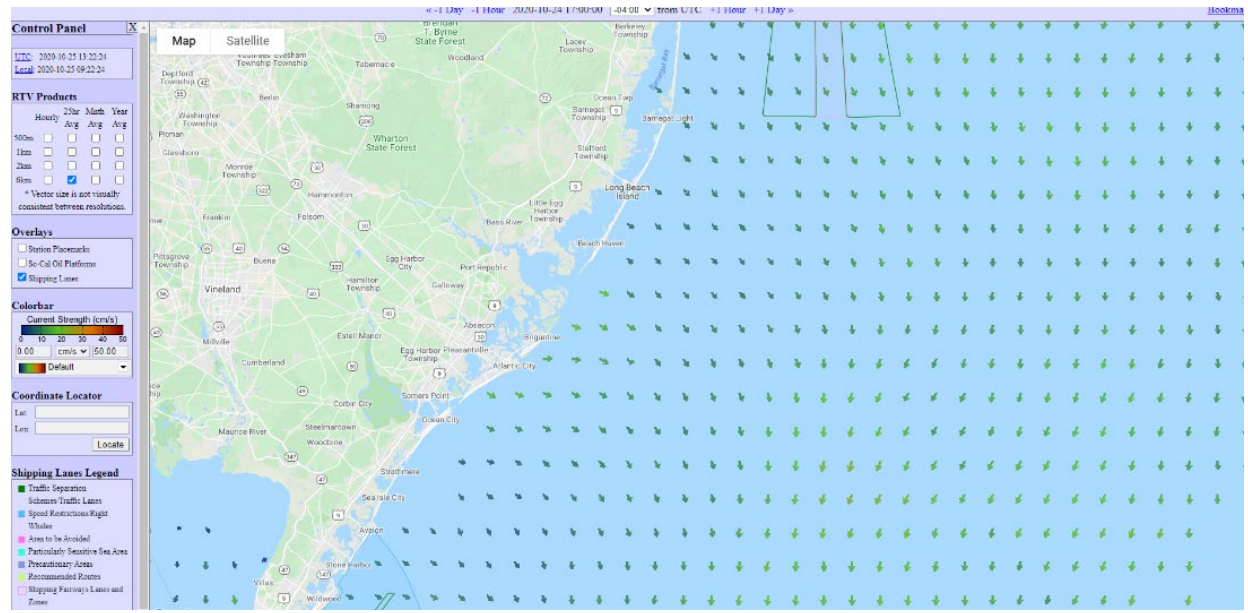 « -1 Day -1 Hour 2020-10-24 17:00:00 -04:00 from UTC +1 Hour +1 Day »
Control Panel X
UTC: 2020-10-25 13:22:24
Local: 2020-10-25 09:22:24
RTV Products
Hourly 25hr Avg Mnth Avg Year Avg
500m
1km
2km
6km
* Vector size is not visually
consistent between resolutions.
Overlays
Station Placemarks
So-Cal Oil Platforms
Shipping Lanes
Colorbar
Current Strength (cm/s)
0 10 20 30 40 50
0.00 cm/s 50.00
Default
Coordinate Locator
Lat
Lon
Locate
Shipping Lanes Legend
Traffic Separation
Schemes/Traffic Lanes
Speed Restrictions/Right
Whales
Area to be Avoided
Particularly Sensitive Sea Area
Precautionary Areas
Recommended Routes
Shipping Fairways Lanes and
Zones
Map Satellite
Brendan
T. Byrne
State Forest
Berkeley
Township
Lacey
Township
Woodland
Tabernacle
Deptford
Township
Berlin
Shamong
Ocean Twp
Barnegat Bay
Washington
Township
Barnegat
Township
Barnegat Light
Pitman
Glassboro
Wharton
State Forest
Stafford
Township
Monroe
Township
Hammonton
Long Beach
Island
Little Egg
Harbor
Township
Franklin
Folsom
Bass River
Beach Haven
Pittsgrove
Township
Buena
Egg Harbor
City
Port Republic
Vineland
Hamilton
Township
Galloway
Millville
Estell Manor
Absecon
Brigantine
Cumberland
Egg Harbor
Township
Pleasantville
Atlantic City
Corbin City
Somers Point
Ocean City
Maurice River
Steelmantown
Woodbine
Strathmere
Sea Isle City
Avalon
Stone Harbor
Villas
Wildwood